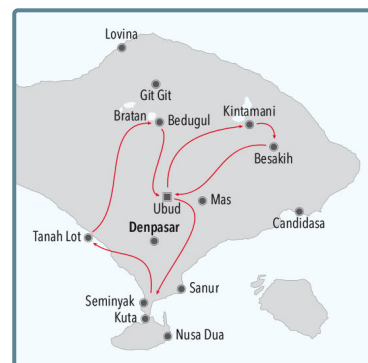 Lovina
Git Git
Bratan
Bedugul
Kintamani
Besakih
Ubud
Mas
Candidasa
Tanah Lot
Denpasar
Sanur
Seminyak
Kuta
Nusa Dua